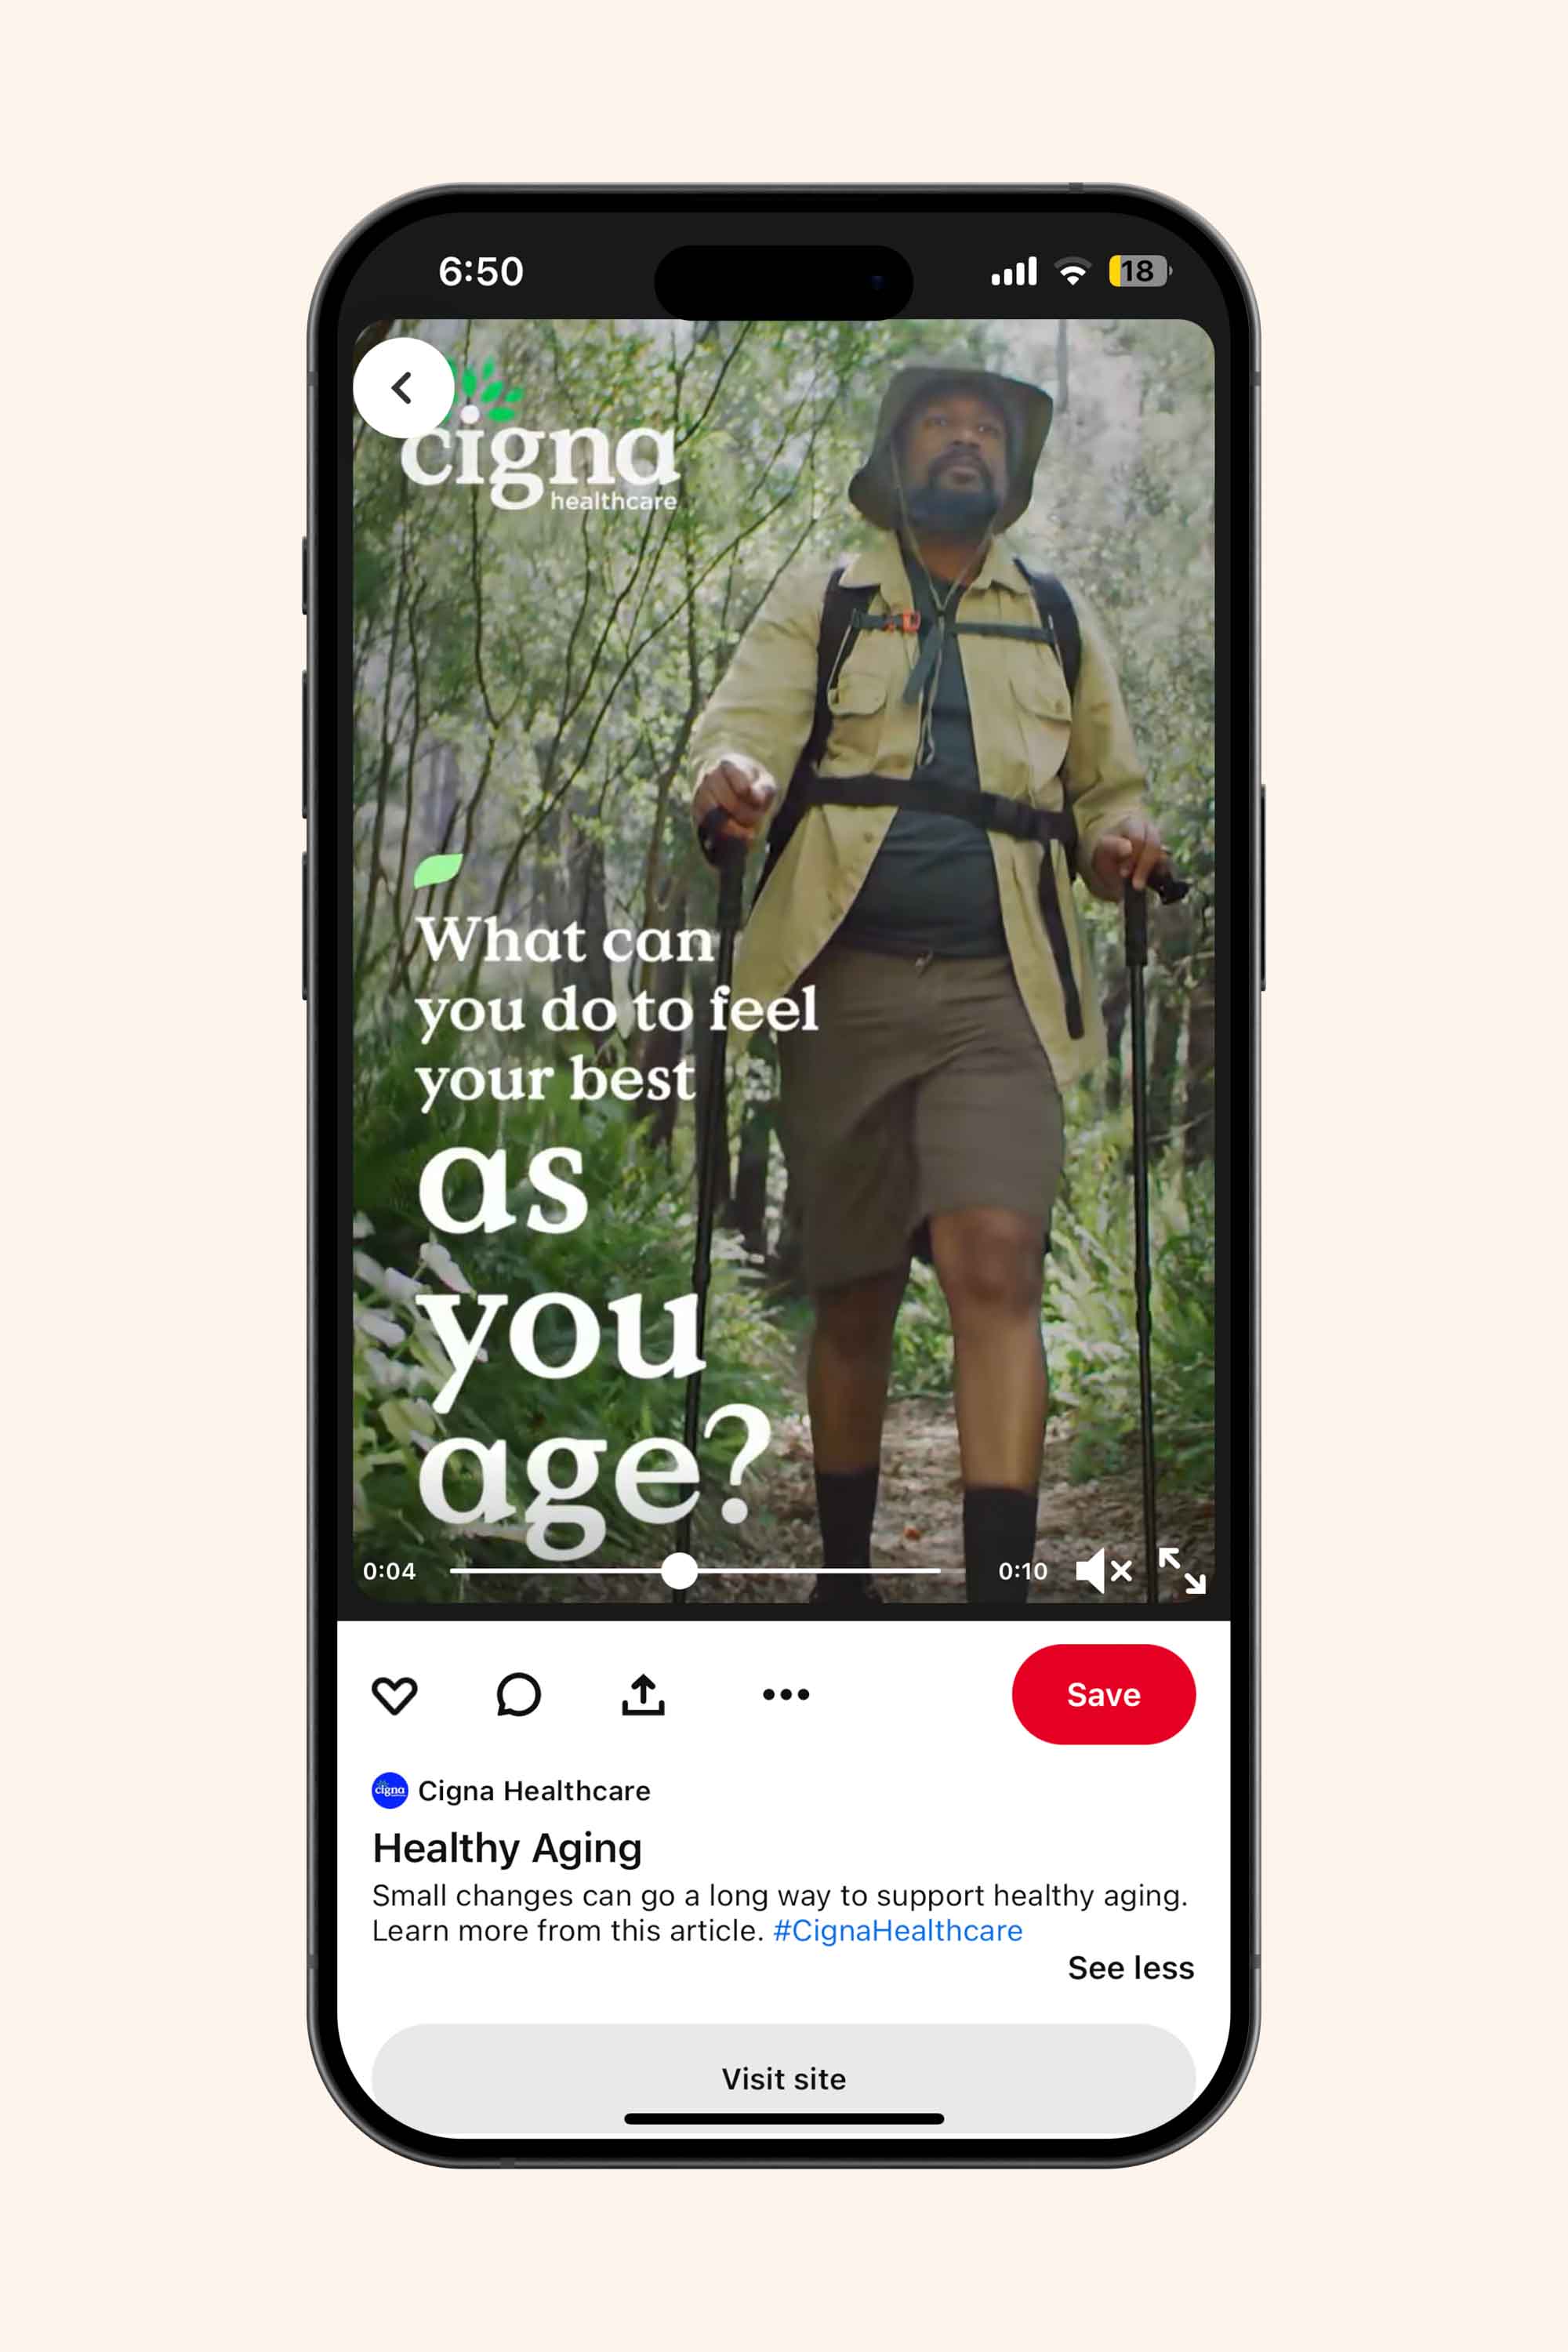 6:50
18
cigna
healthcare
What can
you do to feel
your best
as
you
age?
0:04
0:10
Save
cigna
Cigna Healthcare
Healthy Aging
Small changes can go a long way to support healthy aging.
Learn more from this article. #CignaHealthcare
See less
Visit site